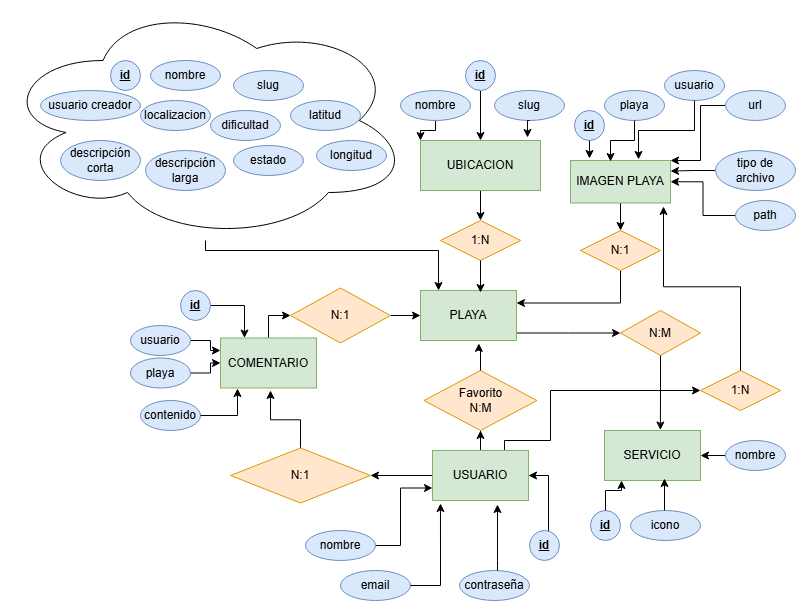 id
nombre
slug
usuario creador
localizacion
dificultad
latitud
descripción
corta
descripción
larga
estado
longitud
id
nombre
slug
UBICACION
1:N
usuario
playa
url
id
IMAGEN PLAYA
tipo de
archivo
path
N:1
id
N:1
PLAYA
N:M
usuario
playa
COMENTARIO
contenido
Favorito
N:M
1:N
N:1
USUARIO
SERVICIO
nombre
id
icono
nombre
id
email
contraseña